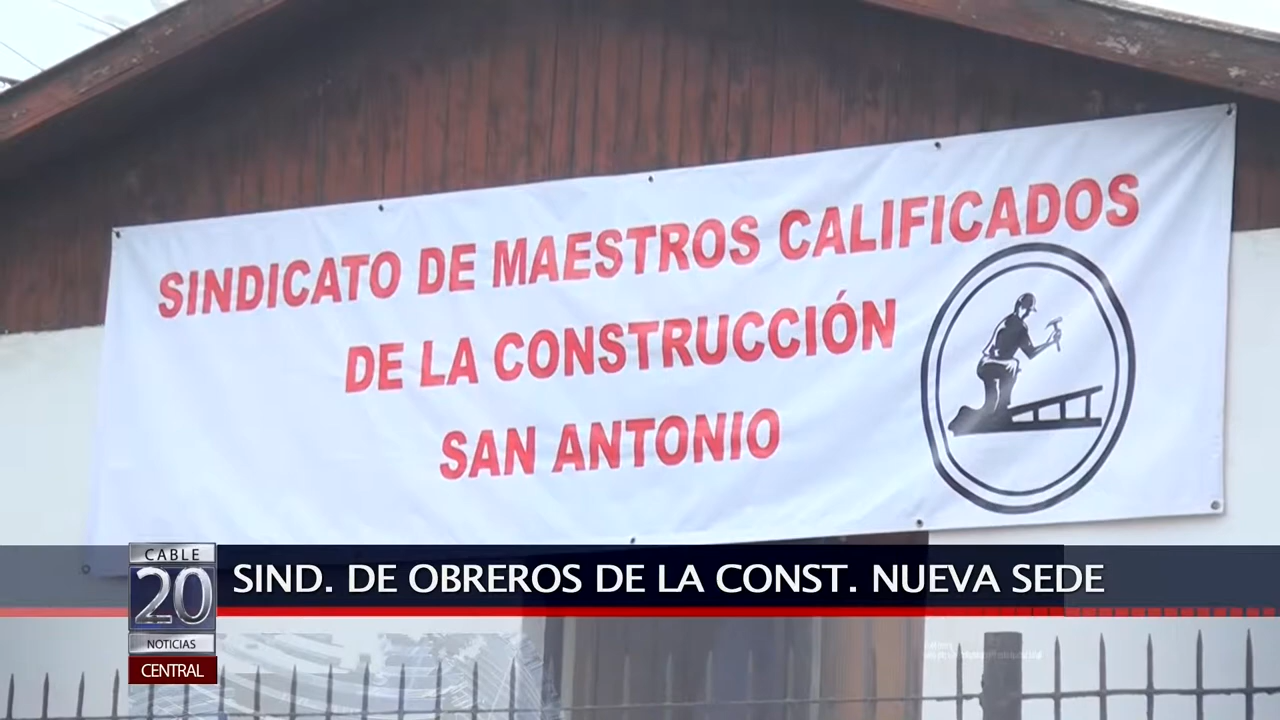 SINDICATO DE MAESTROS CALIFICADOS
DE LA CONSTRUCCIÓN
SAN ANTONIO
CABLE
20
NOTICIAS
CENTRAL
SIND. DE OBREROS DE LA CONST. NUEVA SEDE